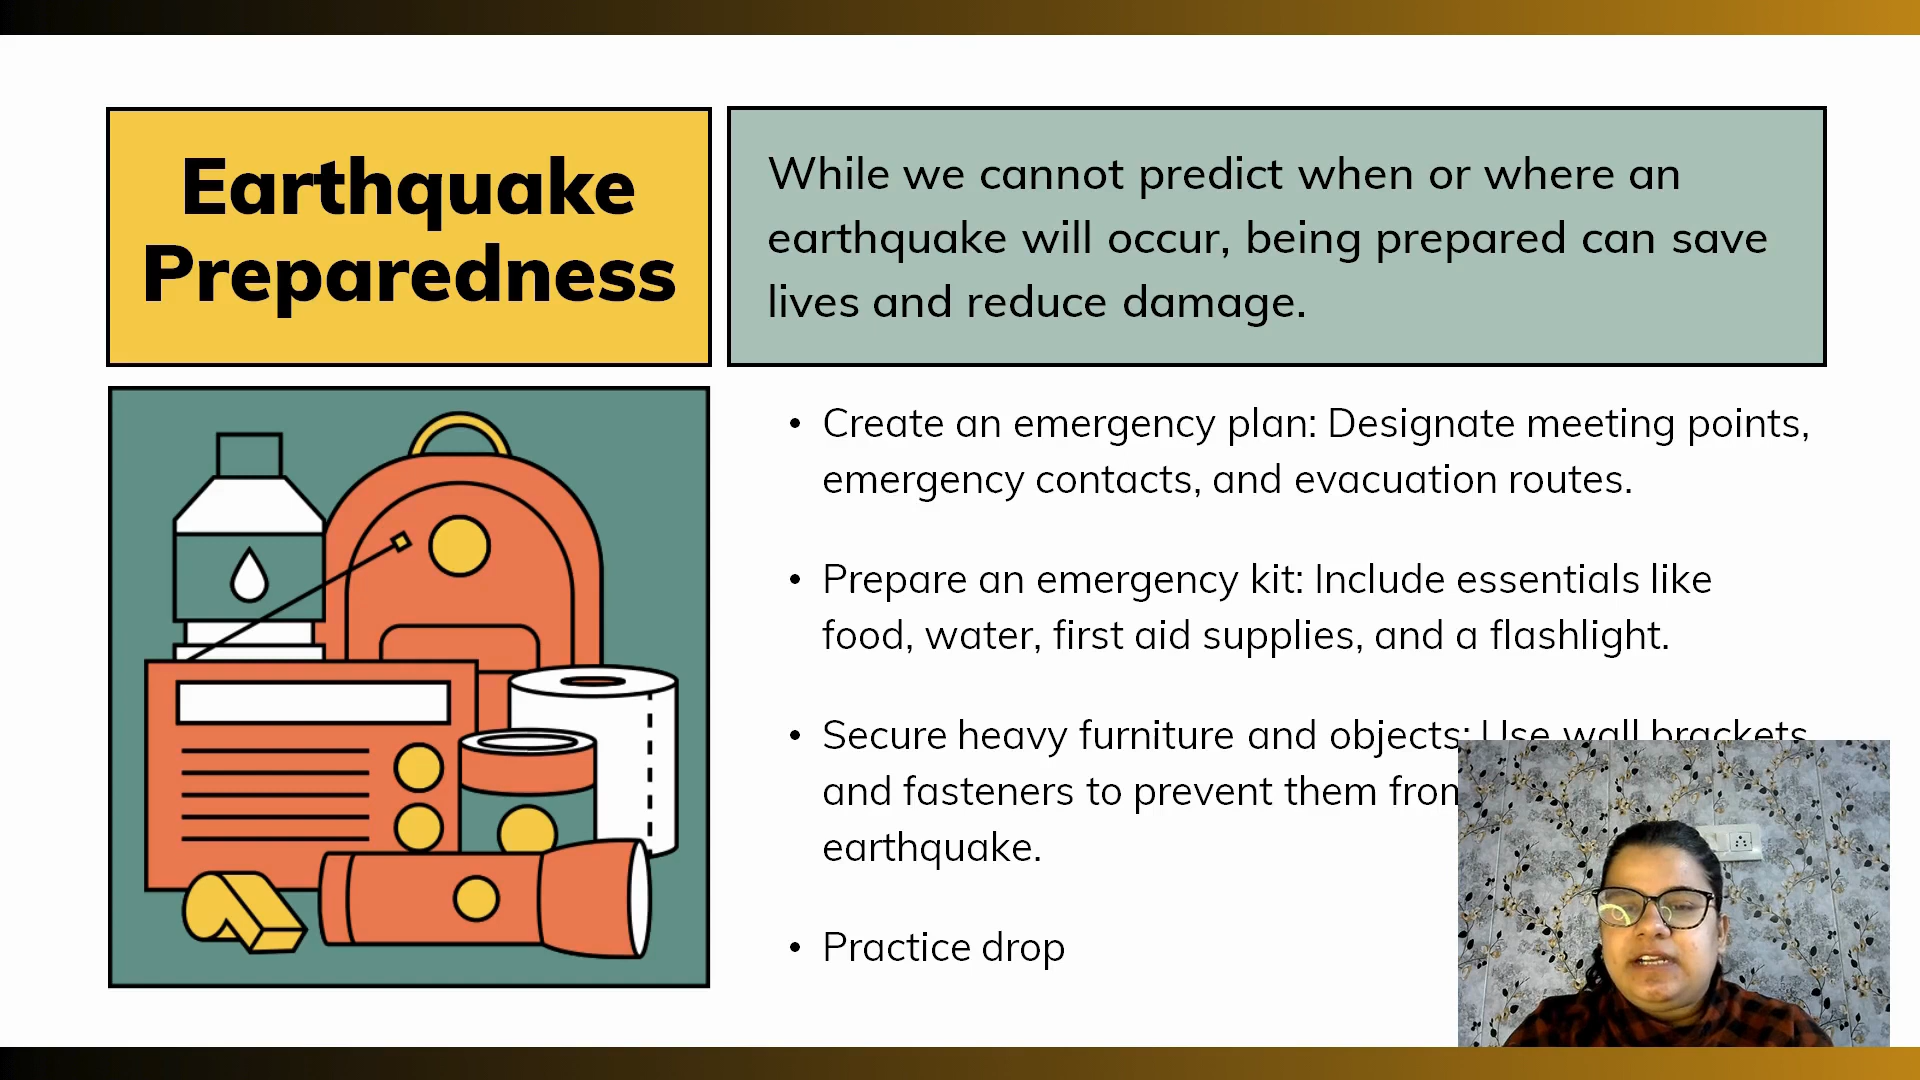 Earthquake
Preparedness
While we cannot predict when or where an
earthquake will occur, being prepared can save
lives and reduce damage.
• Create an emergency plan: Designate meeting points,
emergency contacts, and evacuation routes.
• Prepare an emergency kit: Include essentials like
food, water, first aid supplies, and a flashlight.
• Secure heavy furniture and objects: Use wall brackets
and fasteners to prevent them from
earthquake.
• Practice drop